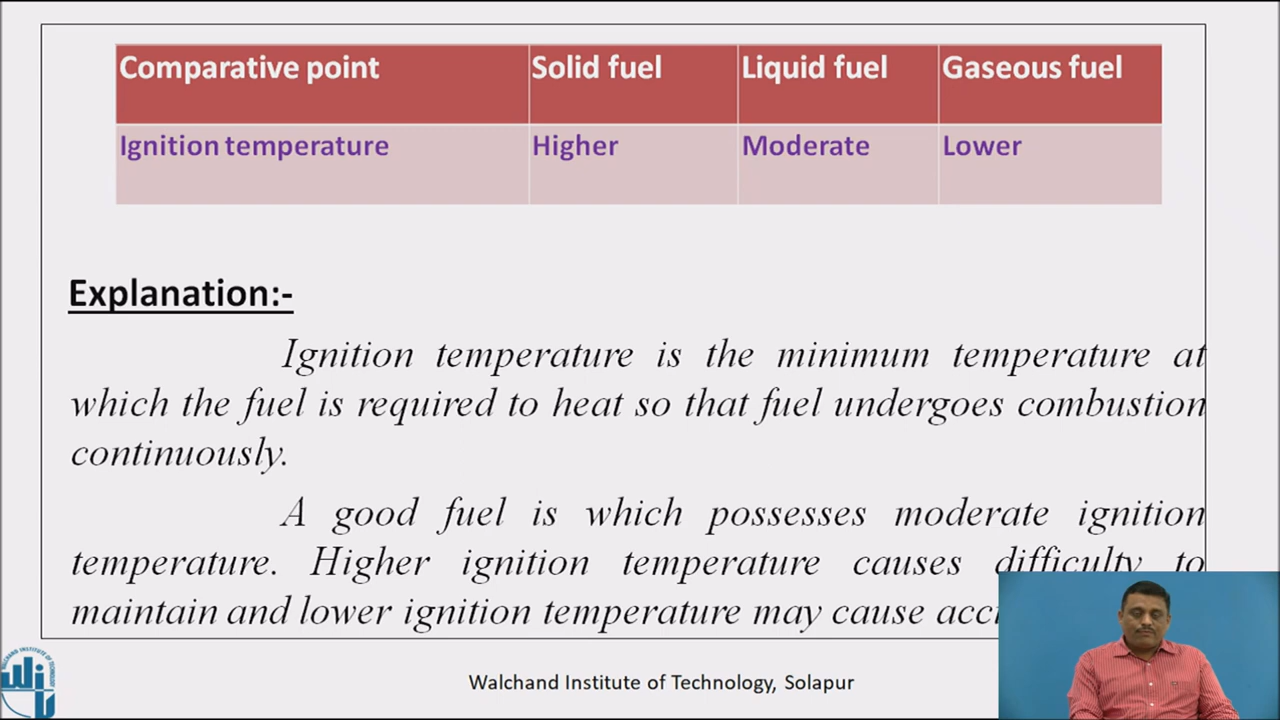 Comparative point Solid fuel Liquid fuel Gaseous fuel
Ignition temperature Higher Moderate Lower
Explanation:-
Ignition temperature is the minimum temperature at
which the fuel is required to heat so that fuel undergoes combustion
continuously.
A good fuel is which possesses moderate ignition
temperature. Higher ignition temperature causes difficulty to
maintain and lower ignition temperature may cause
Walchand Institute of Technology, Solapur